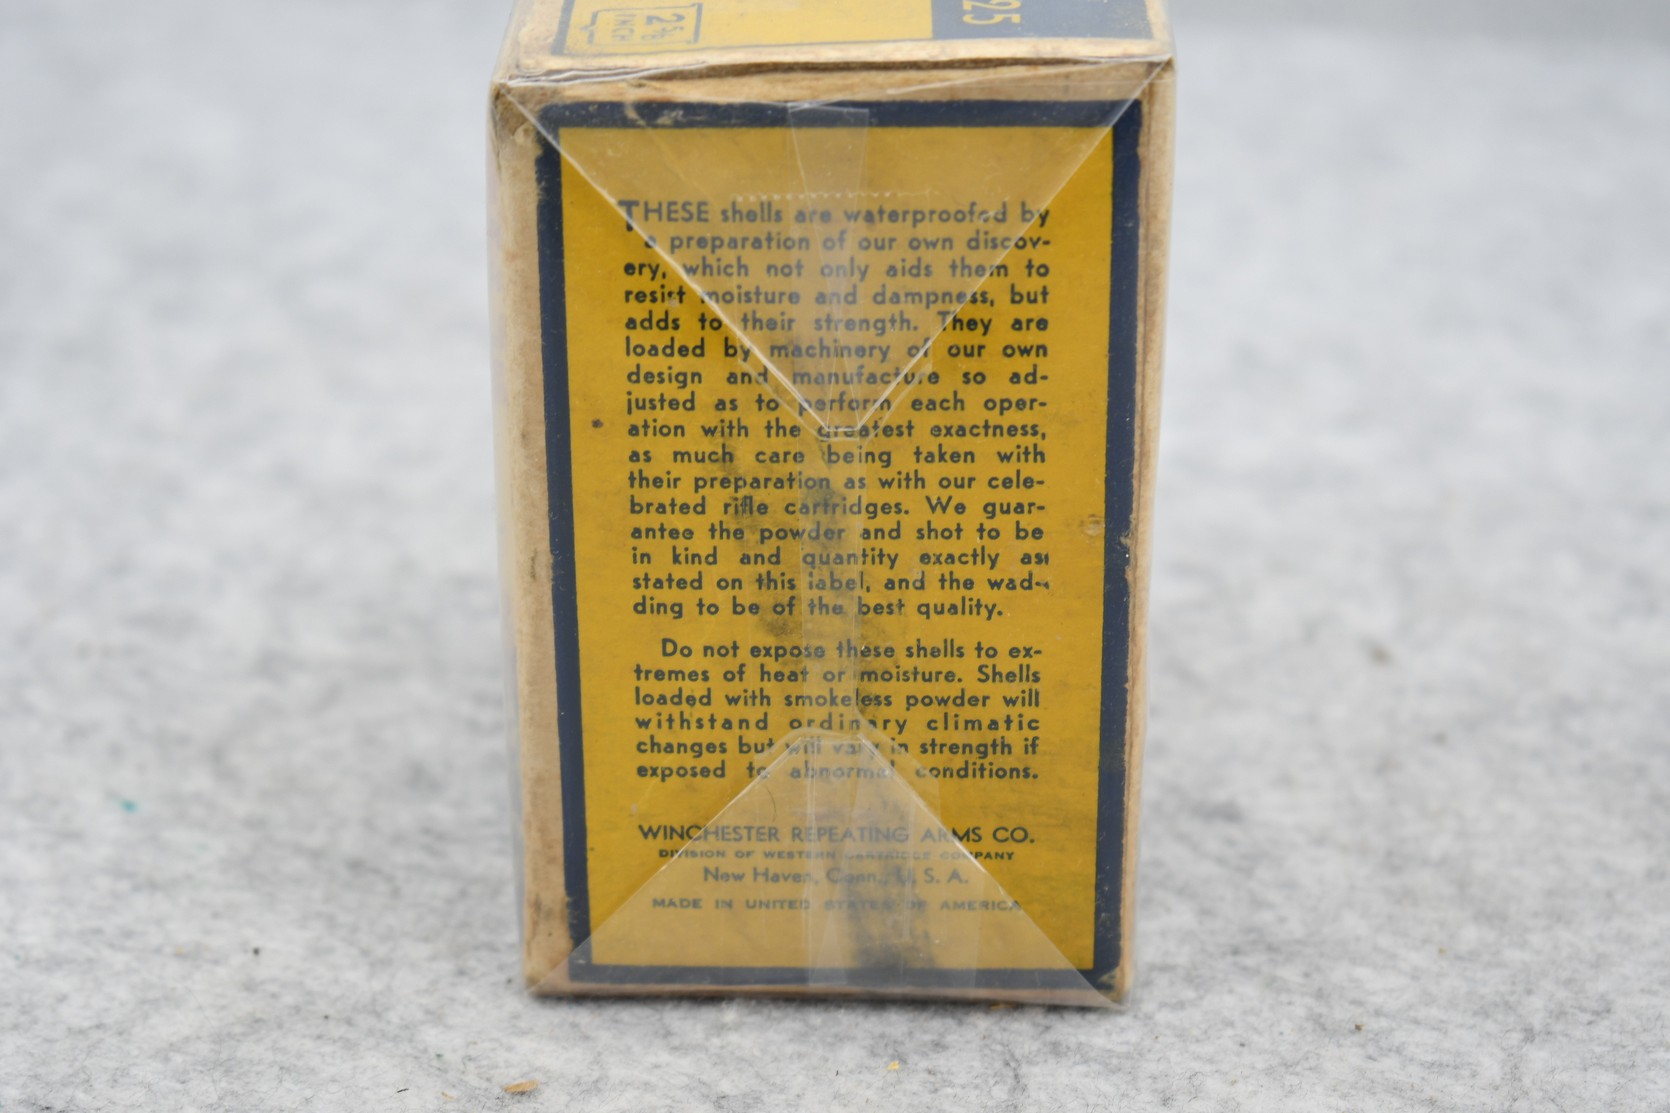 25
2 5/8
INCH
THESE shells are waterproofed by
a preparation of our own discov-
ery, which not only aids them to
resist moisture and dampness, but
adds to their strength. They are
loaded by machinery of our own
design and manufacture so ad-
justed as to perform each oper-
ation with the greatest exactness,
as much care being taken with
their preparation as with our cele-
brated rifle cartridges. We guar-
antee the powder and shot to be
in kind and quantity exactly as
stated on this label, and the wad-
ding to be of the best quality.
Do not expose these shells to ex-
tremes of heat or moisture. Shells
loaded with smokeless powder will
withstand ordinary climatic
changes but will vary in strength if
exposed to abnormal conditions.
WINCHESTER REPEATING ARMS CO.
DIVISION OF WESTERN CARTRIDGE COMPANY
New Haven, Conn., U. S. A.
MADE IN UNITED STATES OF AMERICA